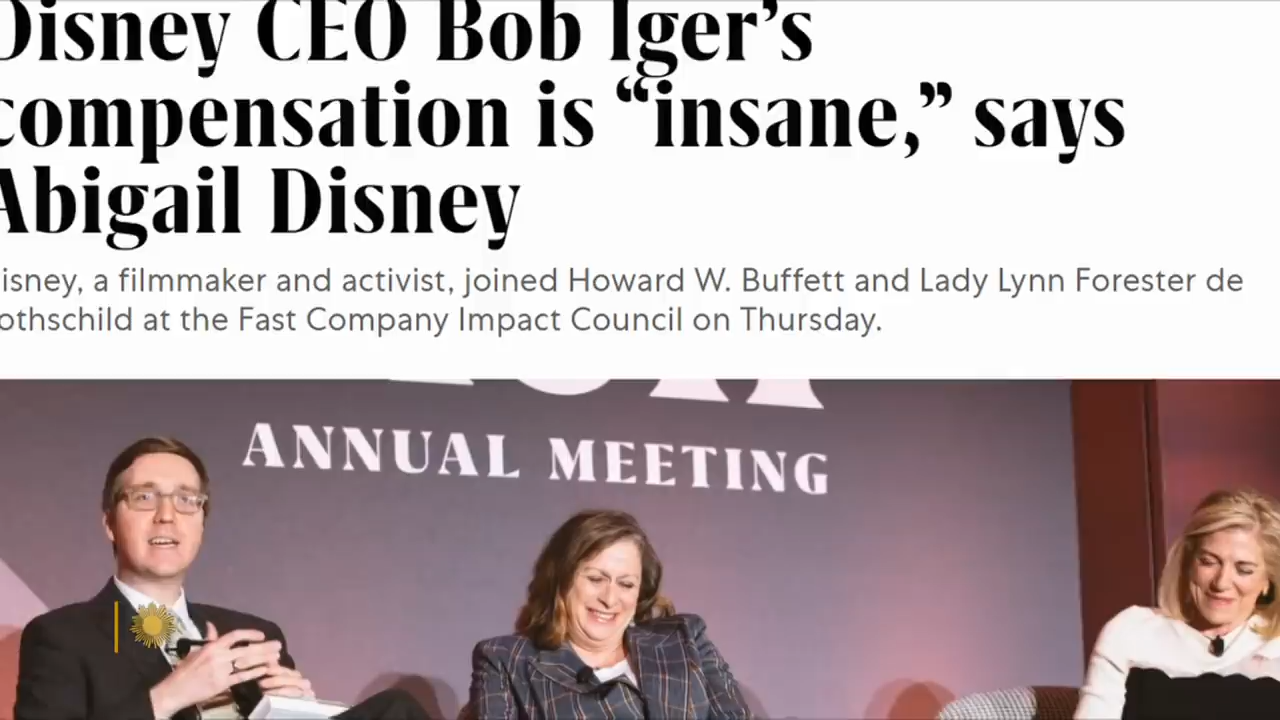 Disney CEO Bob Iger’s
compensation is “insane,” says
Abigail Disney
isney, a filmmaker and activist, joined Howard W. Buffett and Lady Lynn Forester de
othschild at the Fast Company Impact Council on Thursday.
ANNUAL MEETING